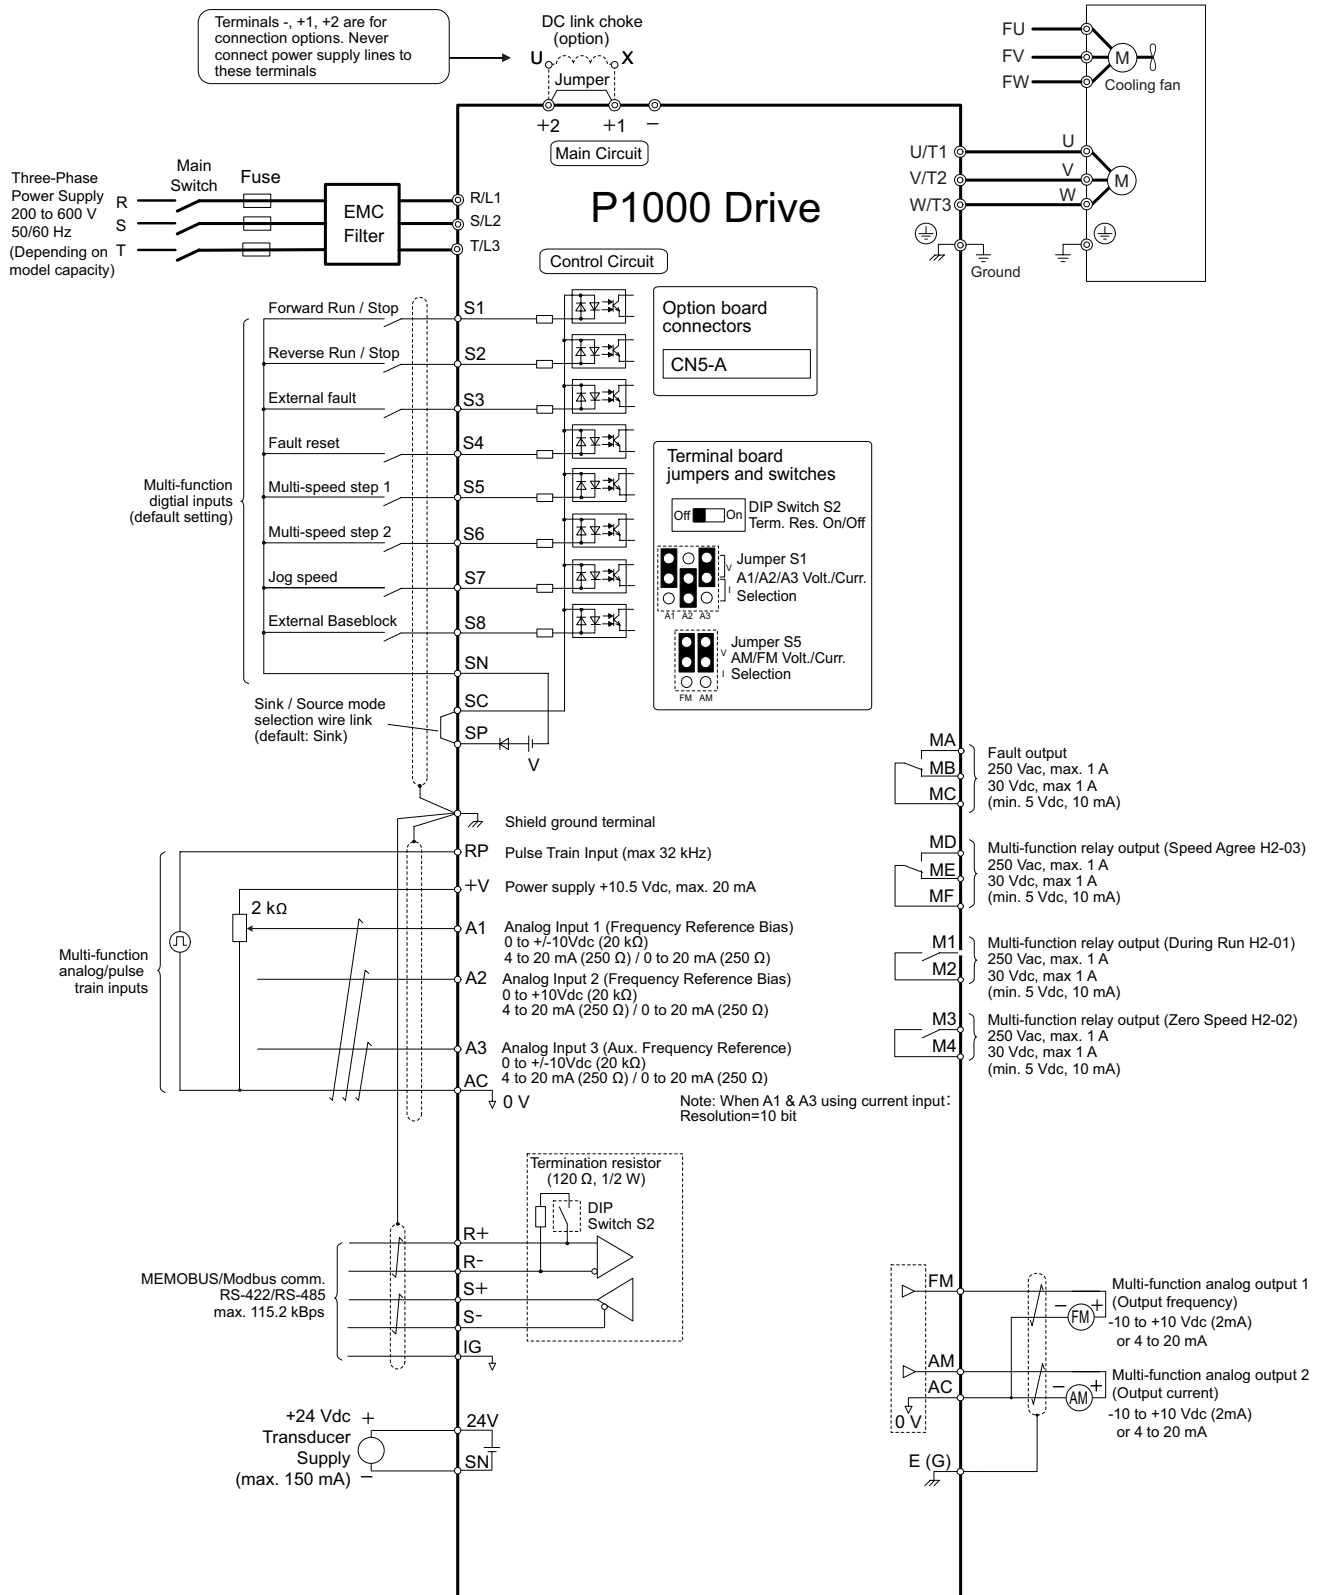 Terminals -, +1, +2 are for
connection options. Never
connect power supply lines to
these terminals
DC link choke
(option)
U
X
Jumper
+2
+1
−
Main Circuit
FU
FV
FW
M
Cooling fan
U/T1
V/T2
W/T3
U
V
W
M
Ground
Three-Phase
Power Supply
200 to 600 V
50/60 Hz
(Depending on
model capacity)
R
S
T
Main
Switch
Fuse
EMC
Filter
R/L1
S/L2
T/L3
P1000 Drive
Control Circuit
Multi-function
digtial inputs
(default setting)
Forward Run / Stop
S1
Reverse Run / Stop
S2
External fault
S3
Fault reset
S4
Multi-speed step 1
S5
Multi-speed step 2
S6
Jog speed
S7
External Baseblock
S8
SN
SC
SP
V
Sink / Source mode
selection wire link
(default: Sink)
Option board
connectors
CN5-A
Terminal board
jumpers and switches
Off
On
DIP Switch S2
Term. Res. On/Off
Jumper S1
A1/A2/A3 Volt./Curr.
Selection
V
I
A1 A2 A3
Jumper S5
AM/FM Volt./Curr.
Selection
V
I
FM AM
MA
MB
MC
Fault output
250 Vac, max. 1 A
30 Vdc, max 1 A
(min. 5 Vdc, 10 mA)
MD
ME
MF
Multi-function relay output (Speed Agree H2-03)
250 Vac, max. 1 A
30 Vdc, max 1 A
(min. 5 Vdc, 10 mA)
M1
M2
Multi-function relay output (During Run H2-01)
250 Vac, max. 1 A
30 Vdc, max 1 A
(min. 5 Vdc, 10 mA)
M3
M4
Multi-function relay output (Zero Speed H2-02)
250 Vac, max. 1 A
30 Vdc, max 1 A
(min. 5 Vdc, 10 mA)
Shield ground terminal
RP
Pulse Train Input (max 32 kHz)
+V
Power supply +10.5 Vdc, max. 20 mA
2 kΩ
Multi-function
analog/pulse
train inputs
A1
Analog Input 1 (Frequency Reference Bias)
0 to +/-10Vdc (20 kΩ)
4 to 20 mA (250 Ω) / 0 to 20 mA (250 Ω)
A2
Analog Input 2 (Frequency Reference Bias)
0 to +10Vdc (20 kΩ)
4 to 20 mA (250 Ω) / 0 to 20 mA (250 Ω)
A3
Analog Input 3 (Aux. Frequency Reference)
0 to +/-10Vdc (20 kΩ)
4 to 20 mA (250 Ω) / 0 to 20 mA (250 Ω)
AC
0 V
Note: When A1 & A3 using current input:
Resolution=10 bit
Termination resistor
(120 Ω, 1/2 W)
DIP
Switch S2
MEMOBUS/Modbus comm.
RS-422/RS-485
max. 115.2 kBps
R+
R-
S+
S-
IG
+24 Vdc
Transducer
Supply
(max. 150 mA)
+
−
24V
SN
FM
AM
AC
0 V
E (G)
− FM +
Multi-function analog output 1
(Output frequency)
-10 to +10 Vdc (2mA)
or 4 to 20 mA
− AM +
Multi-function analog output 2
(Output current)
-10 to +10 Vdc (2mA)
or 4 to 20 mA